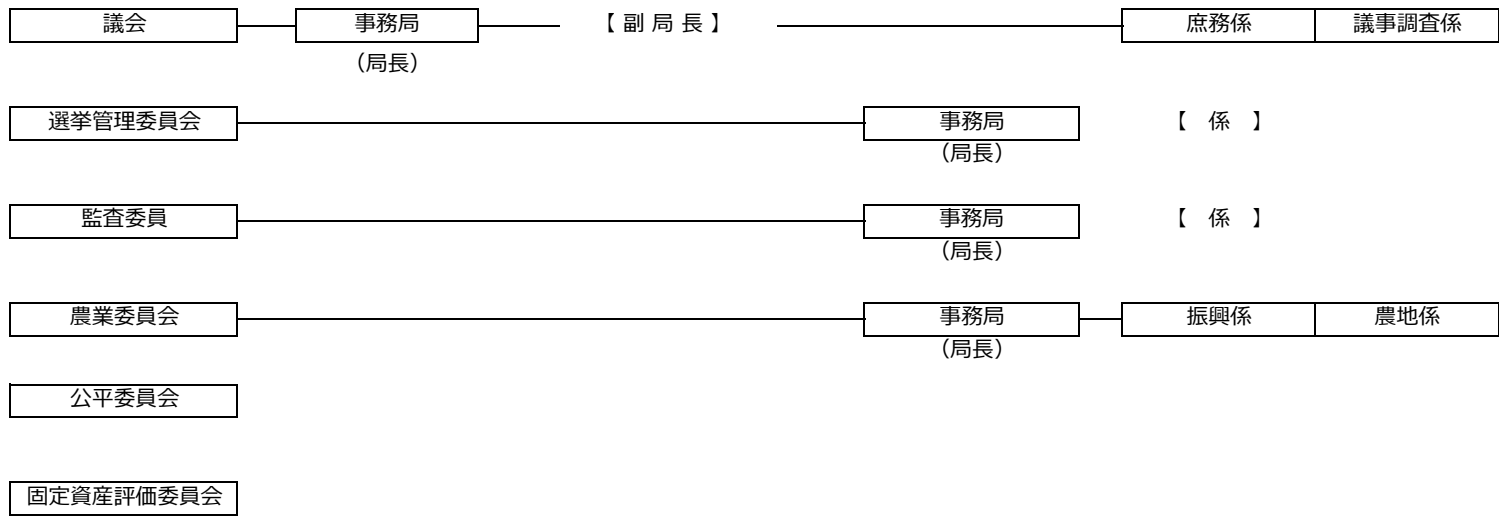 議会 事務局 【副局長】 庶務係 議事調査係
(局長)
選挙管理委員会 事務局 【 係 】
(局長)
監査委員 事務局 【 係 】
(局長)
農業委員会 事務局 振興係 農地係
(局長)
公平委員会
固定資産評価委員会